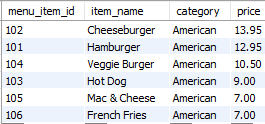 menu_item_id item_name category price
102 Cheeseburger American 13.95
101 Hamburger American 12.95
104 Veggie Burger American 10.50
103 Hot Dog American 9.00
105 Mac & Cheese American 7.00
106 French Fries American 7.00